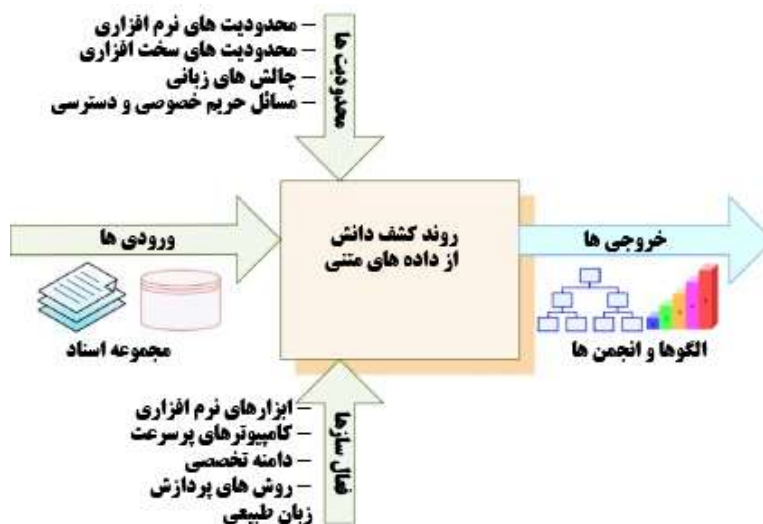 – محدودیت های نرم افزاری
– محدودیت های سخت افزاری
– چالش های زبانی
– مسائل حریم خصوصی و دسترسی
محدودیت ها
ورودی ها
روند کشف دانش
از داده های متنی
خروجی ها
مجموعه اسناد
الگوها و انجمن ها
– ابزارهای نرم افزاری
– کامپیوترهای پرسرعت
– دامنه تخصصی
– روش های پردازش
زبان طبیعی
فعال سازها